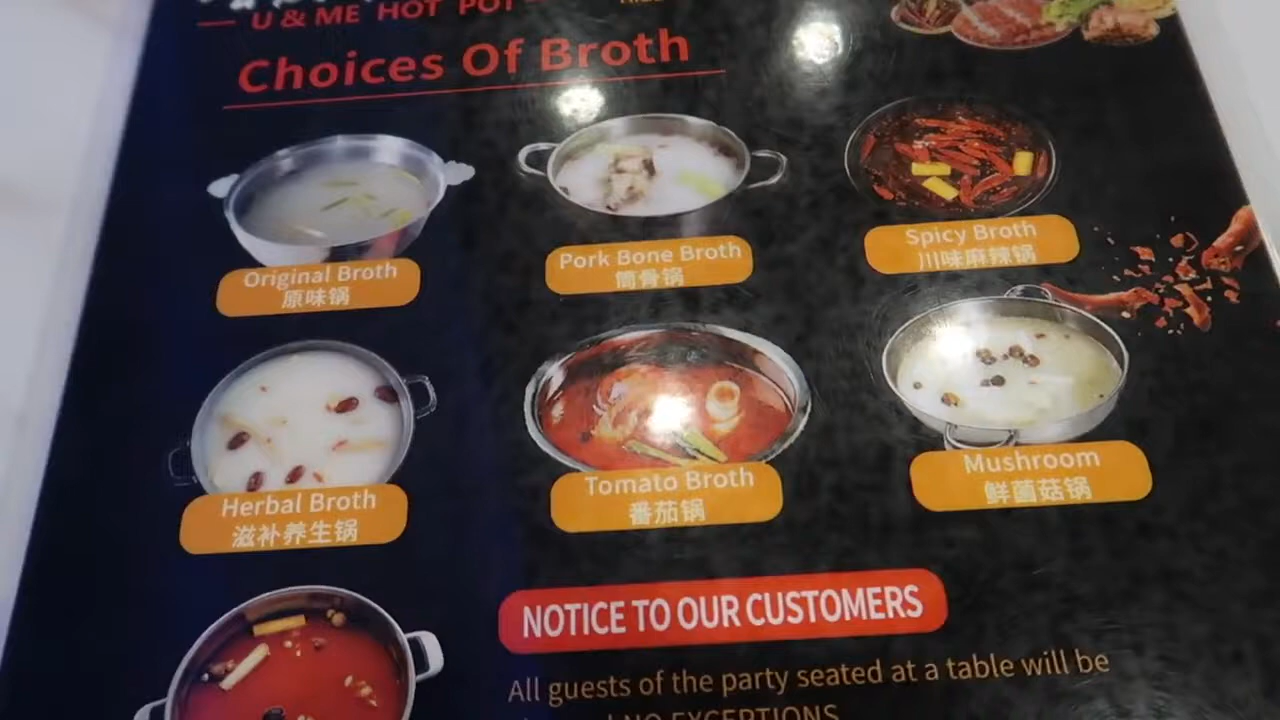 U & ME HOT POT
Choices Of Broth
Original Broth
原味锅
Pork Bone Broth
筒骨锅
Spicy Broth
川味麻辣锅
Herbal Broth
滋补养生锅
Tomato Broth
番茄锅
Mushroom
鲜菌菇锅
NOTICE TO OUR CUSTOMERS
All guests of the party seated at a table will be
NO EXCEPTIONS